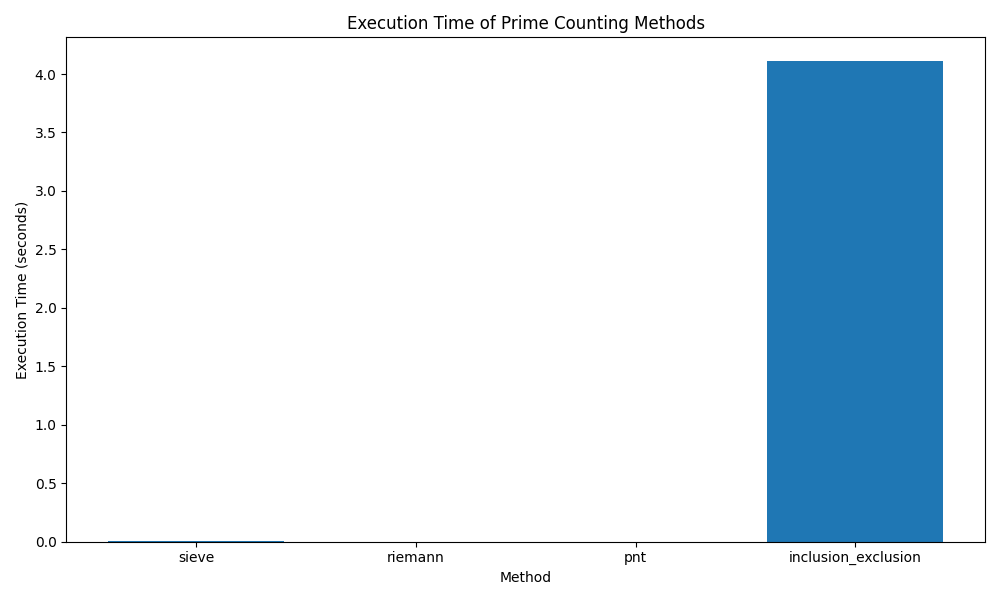 Execution Time of Prime Counting Methods
Execution Time (seconds)
4.0
3.5
3.0
2.5
2.0
1.5
1.0
0.5
0.0
sieve
riemann
pnt
inclusion_exclusion
Method